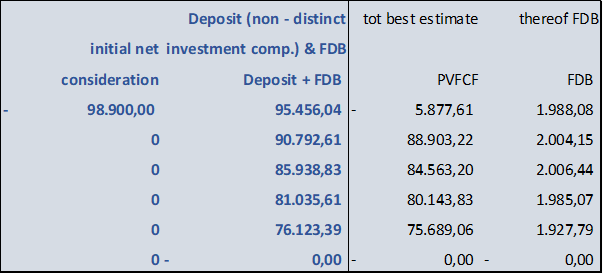 Deposit (non - distinct tot best estimate thereof FDB
initial net investment comp.) & FDB
consideration Deposit + FDB PVFCF FDB
- 98.900,00 95.456,04 - 5.877,61 1.988,08
0 90.792,61 88.903,22 2.004,15
0 85.938,83 84.563,20 2.006,44
0 81.035,61 80.143,83 1.985,07
0 76.123,39 75.689,06 1.927,79
0 - 0,00 - 0,00 - 0,00